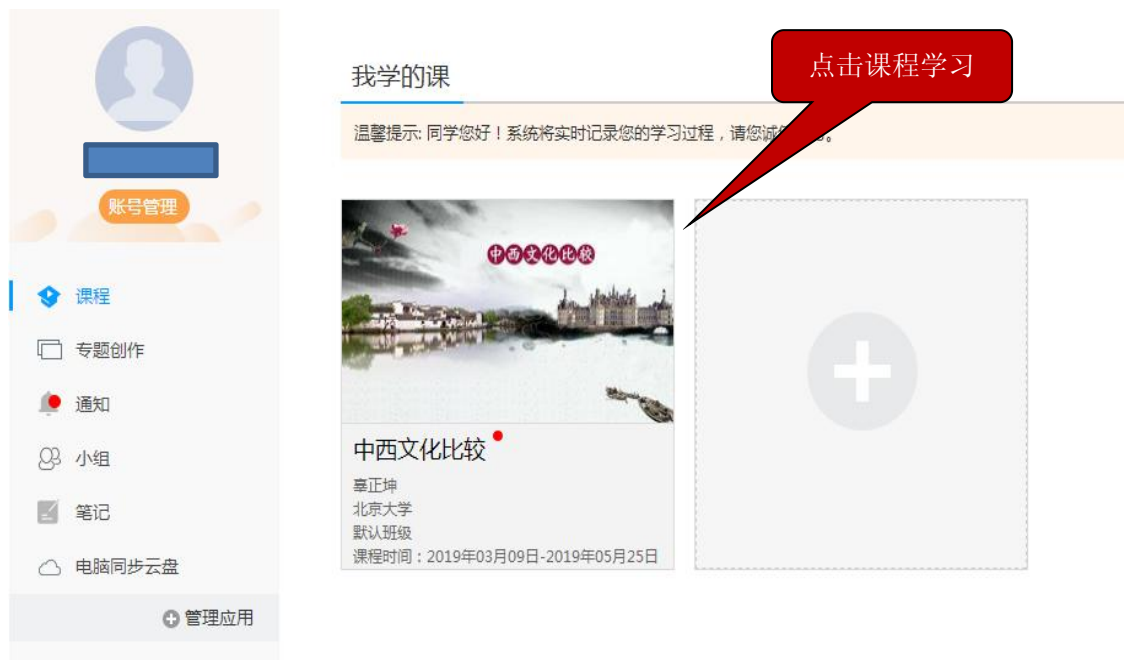 点击课程学习
我学的课
温馨提示: 同学您好！系统将实时记录您的学习过程，请您诚
账号管理
课程
专题创作
通知
小组
笔记
电脑同步云盘
管理应用
中西文化比较
中西文化比较
辜正坤
北京大学
默认班级
课程时间：2019年03月09日-2019年05月25日